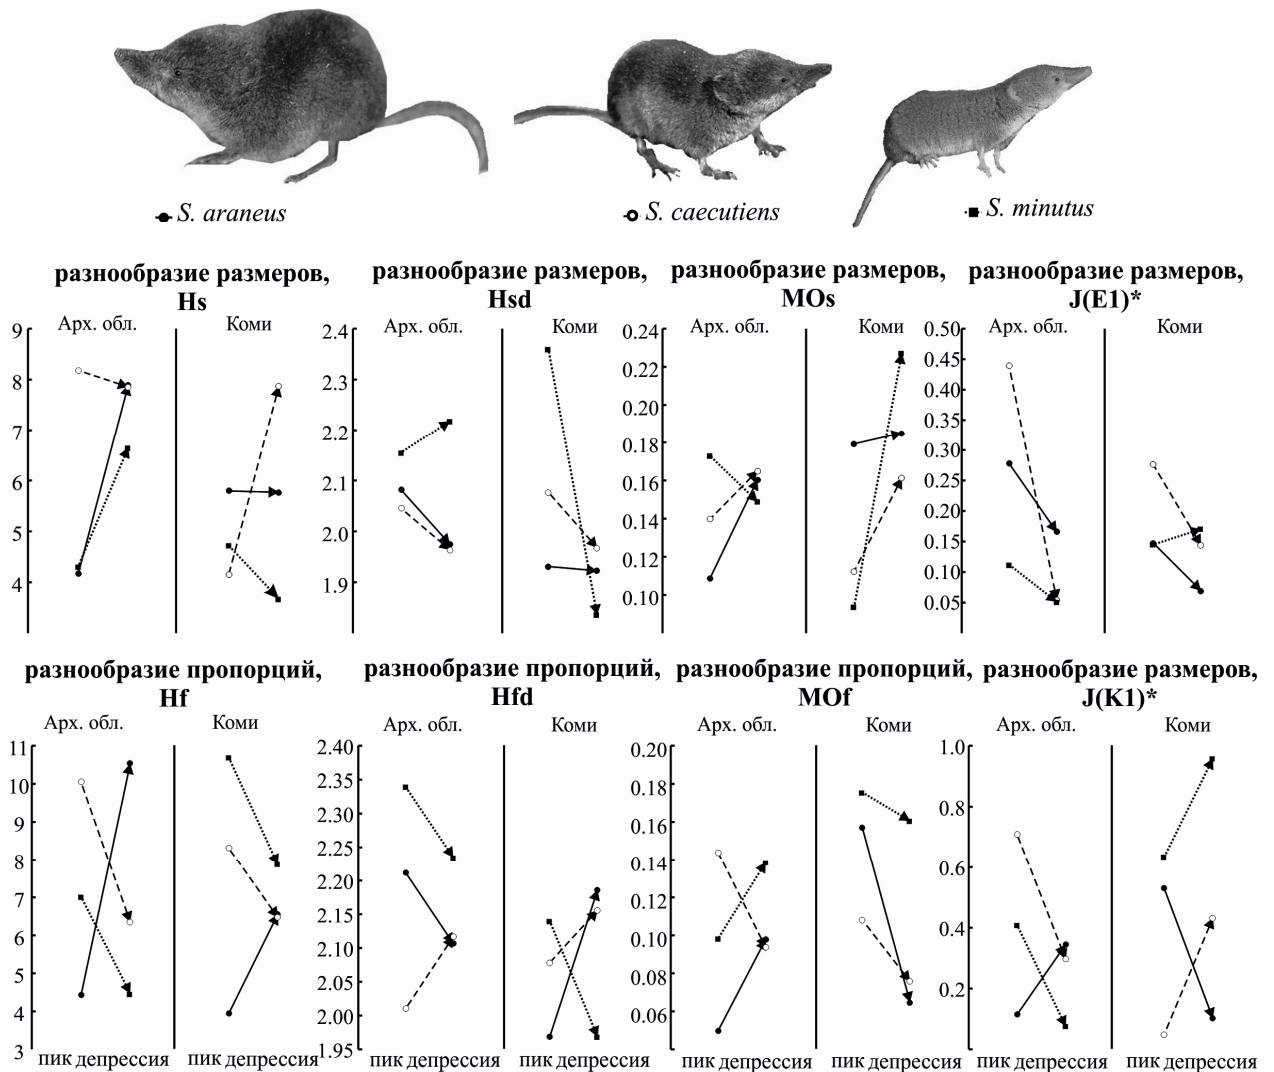 S. araneus
S. caecutiens
S. minutus
разнообразие размеров,
Hs
разнообразие размеров,
Hsd
разнообразие размеров,
MOs
разнообразие размеров,
J(E1)*
Арх. обл.
Коми
9
8
7
6
5
4
Арх. обл.
Коми
2.4
2.3
2.2
2.1
2.0
1.9
Арх. обл.
Коми
0.24
0.22
0.20
0.18
0.16
0.14
0.12
0.10
Арх. обл.
Коми
0.50
0.45
0.40
0.35
0.30
0.25
0.20
0.15
0.10
0.05
разнообразие пропорций,
Hf
разнообразие пропорций,
Hfd
разнообразие пропорций,
MOf
разнообразие размеров,
J(K1)*
Арх. обл.
Коми
11
10
9
8
7
6
5
4
3
пик депрессия
пик депрессия
Арх. обл.
Коми
2.40
2.35
2.30
2.25
2.20
2.15
2.10
2.05
2.00
1.95
пик депрессия
пик депрессия
Арх. обл.
Коми
0.20
0.18
0.16
0.14
0.12
0.10
0.08
0.06
пик депрессия
пик депрессия
Арх. обл.
Коми
1.0
0.8
0.6
0.4
0.2
пик депрессия
пик депрессия